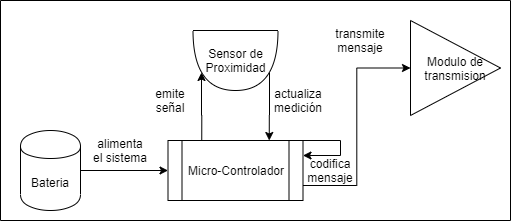 transmite
mensaje
Sensor de
Proximidad
Modulo de
transmision
emite
señal
actualiza
medición
alimenta
el sistema
Bateria
Micro-Controlador
codifica
mensaje